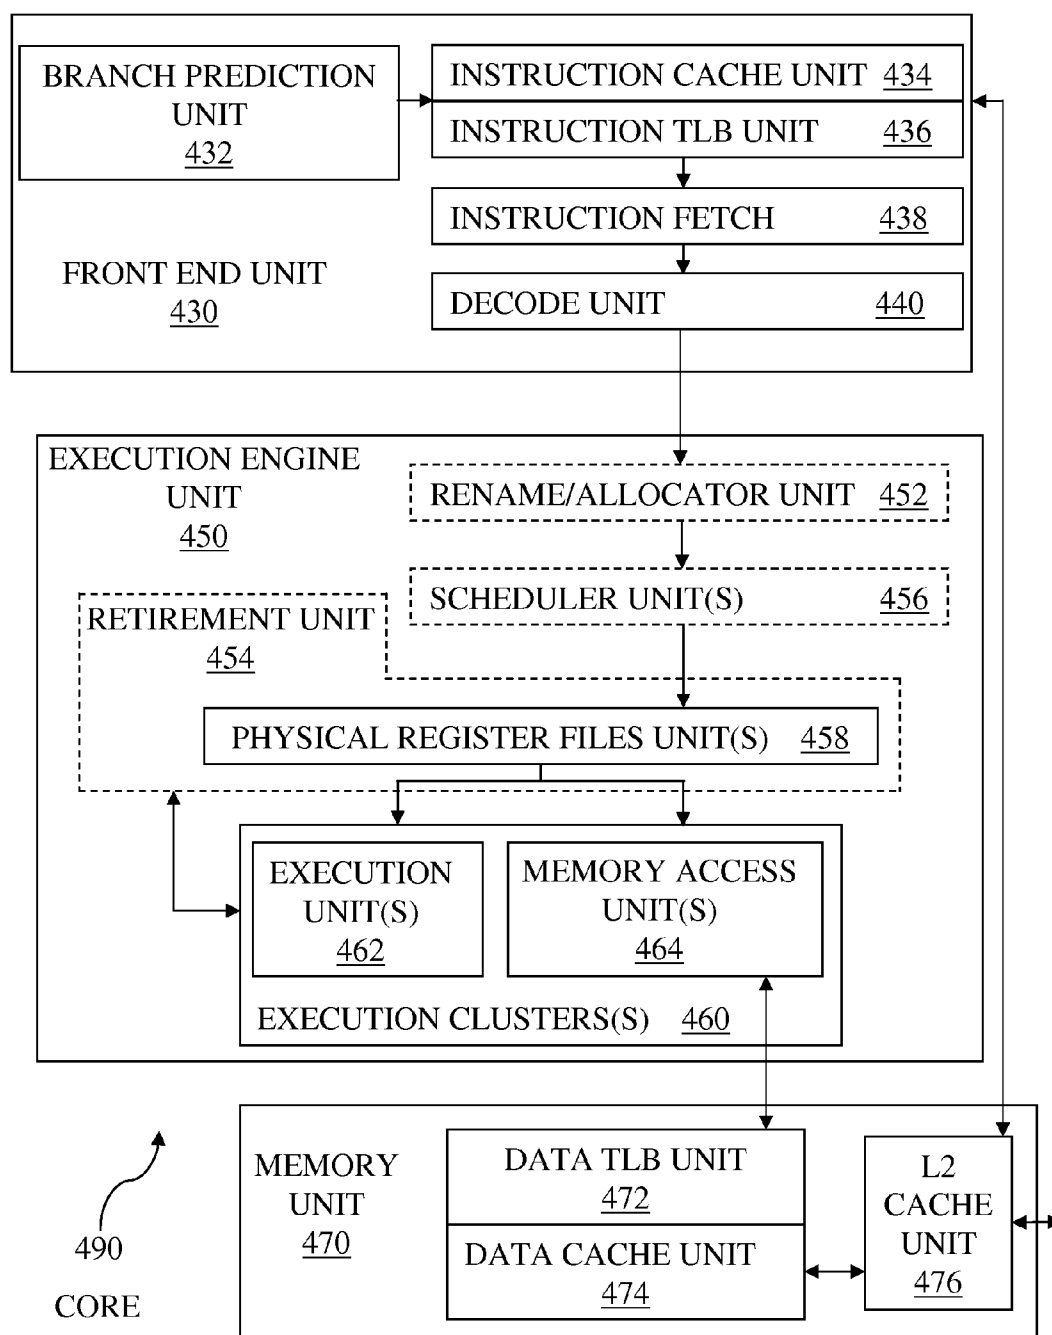 BRANCH PREDICTION
UNIT
432
INSTRUCTION CACHE UNIT 434
INSTRUCTION TLB UNIT 436
INSTRUCTION FETCH 438
FRONT END UNIT
430
DECODE UNIT 440
EXECUTION ENGINE
UNIT
450
RENAME/ALLOCATOR UNIT 452
SCHEDULER UNIT(S) 456
RETIREMENT UNIT
454
PHYSICAL REGISTER FILES UNIT(S) 458
EXECUTION
UNIT(S)
462
MEMORY ACCESS
UNIT(S)
464
EXECUTION CLUSTERS(S) 460
MEMORY
UNIT
470
DATA TLB UNIT
472
DATA CACHE UNIT
474
L2
CACHE
UNIT
476
490
CORE